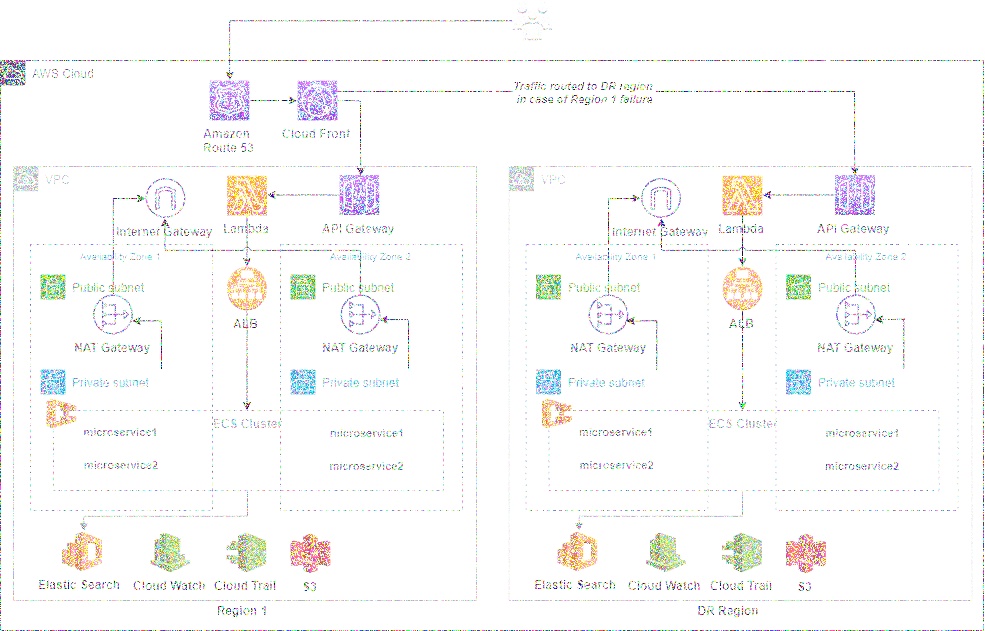 AWS Cloud
Traffic routed to DR region
in case of Region 1 failure
Amazon
Route 53
Cloud Front
VPC
Internet Gateway
Lambda
API Gateway
Availability Zone 1
Availability Zone 2
Public subnet
Public subnet
ALB
NAT Gateway
NAT Gateway
Private subnet
Private subnet
ECS Cluster
microservice1
microservice1
microservice2
microservice2
Elastic Search
Cloud Watch
Cloud Trail
S3
Region 1
VPC
Internet Gateway
Lambda
API Gateway
Availability Zone 1
Availability Zone 2
Public subnet
Public subnet
ALB
NAT Gateway
NAT Gateway
Private subnet
Private subnet
ECS Cluster
microservice1
microservice1
microservice2
microservice2
Elastic Search
Cloud Watch
Cloud Trail
S3
DR Region